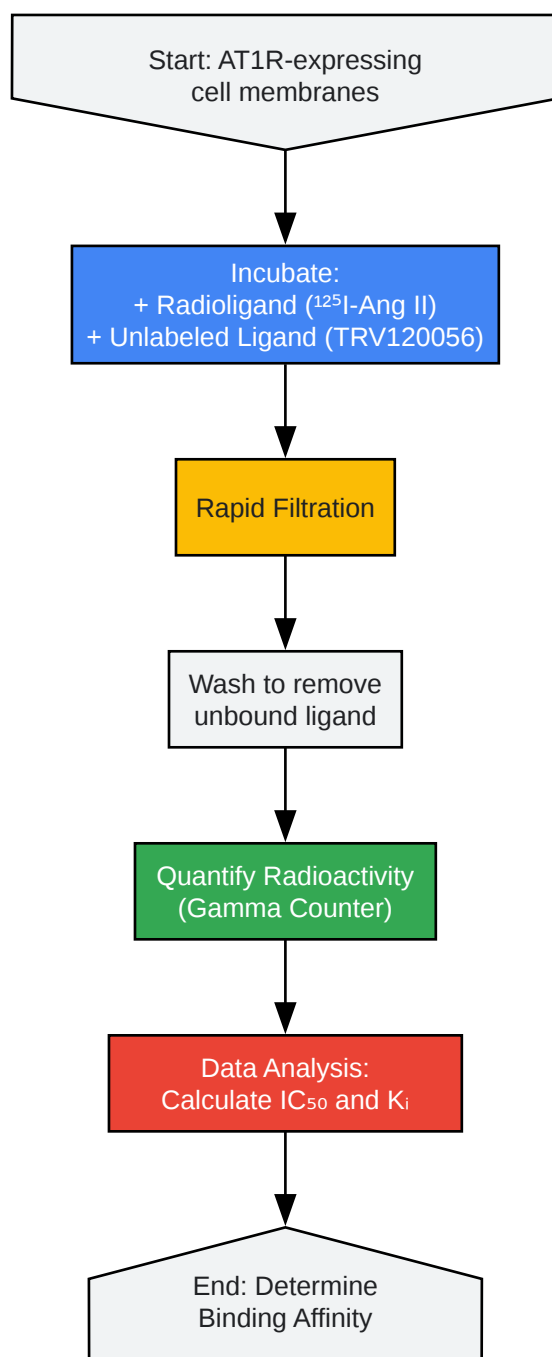 Start: AT1R-expressing
cell membranes
Incubate:
+ Radioligand (¹²⁵I-Ang II)
+ Unlabeled Ligand (TRV120056)
Rapid Filtration
Wash to remove
unbound ligand
Quantify Radioactivity
(Gamma Counter)
Data Analysis:
Calculate IC₅₀ and Kᵢ
End: Determine
Binding Affinity